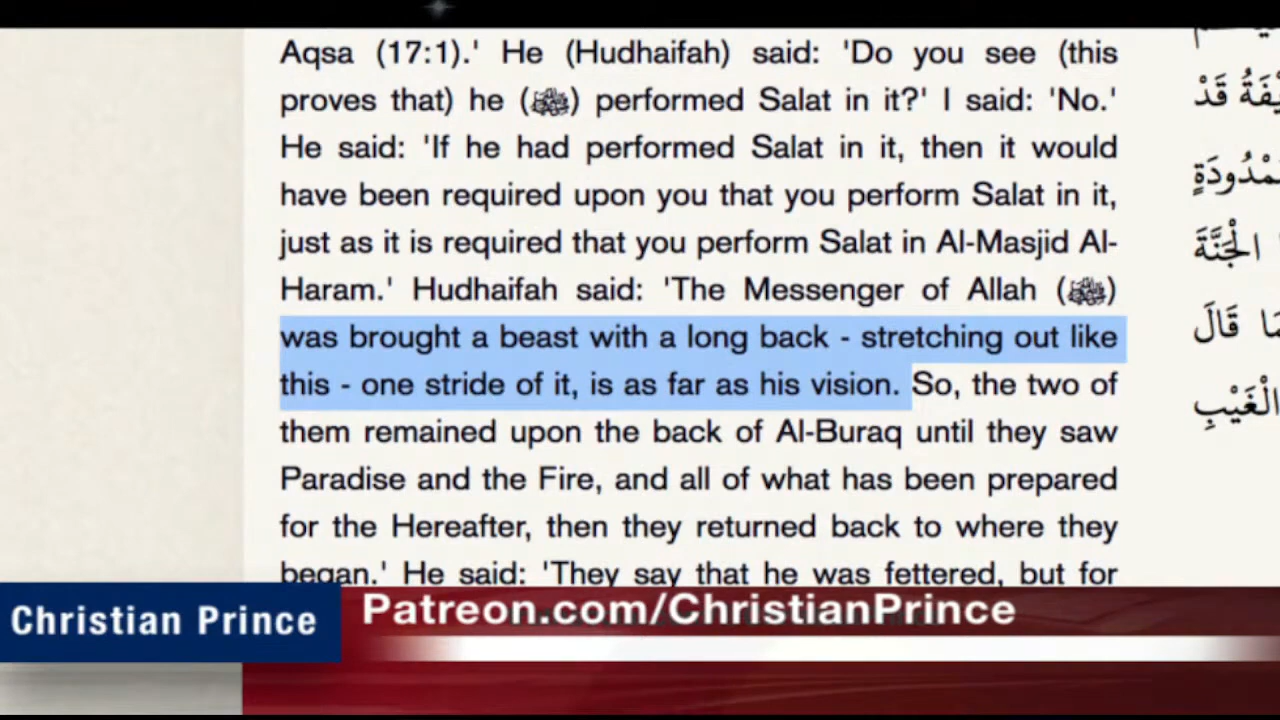 Aqsa (17:1).' He (Hudhaifah) said: 'Do you see (this
proves that) he (ﷺ) performed Salat in it?' I said: 'No.'
He said: 'If he had performed Salat in it, then it would
have been required upon you that you perform Salat in it,
just as it is required that you perform Salat in Al-Masjid Al-
Haram.' Hudhaifah said: 'The Messenger of Allah (ﷺ)
was brought a beast with a long back - stretching out like
this - one stride of it, is as far as his vision. So, the two of
them remained upon the back of Al-Buraq until they saw
Paradise and the Fire, and all of what has been prepared
for the Hereafter, then they returned back to where they
began.' He said: 'They say that he was fettered, but for
قَدْ
الْجَنَّةَ
قَالَ
الْغَيْبِ
Christian Prince
Patreon.com/ChristianPrince